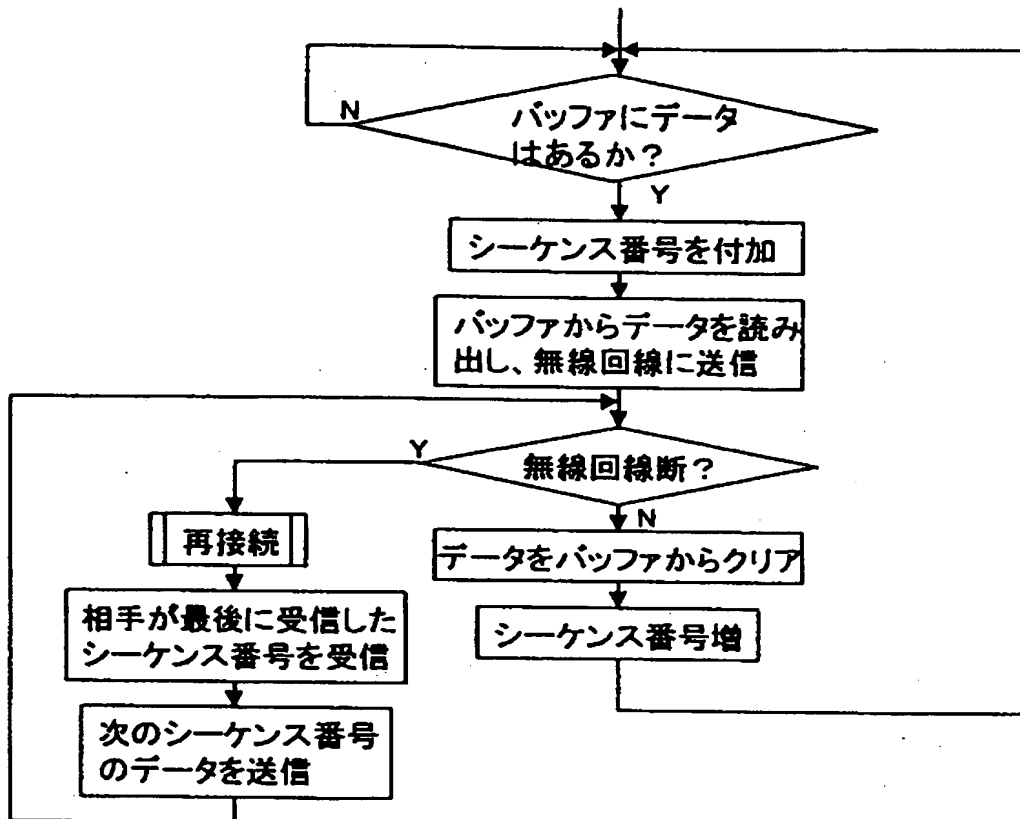 N
バッファにデータ
はあるか？
Y
シーケンス番号を付加
バッファからデータを読み
出し、無線回線に送信
Y
無線回線断？
N
再接続
データをバッファからクリア
相手が最後に受信した
シーケンス番号を受信
シーケンス番号増
次のシーケンス番号
のデータを送信